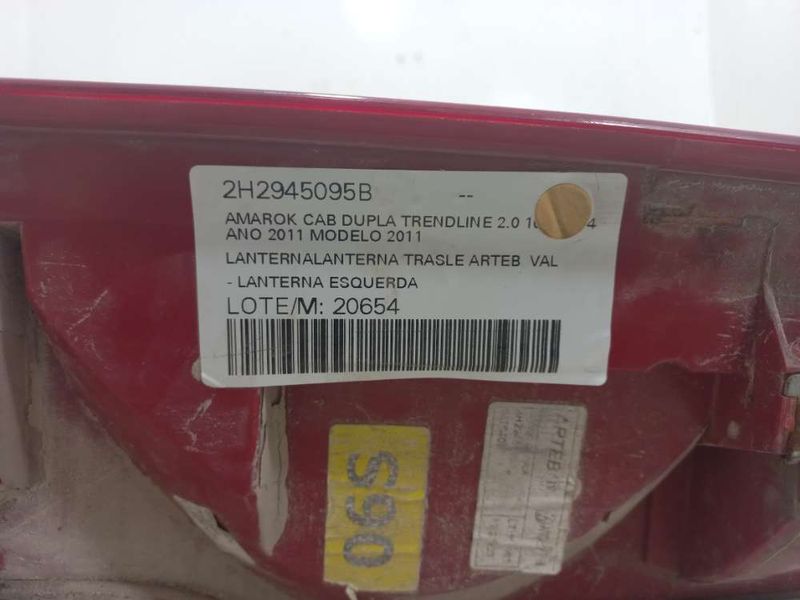 2H2945095B --
AMAROK CAB DUPLA TRENDLINE 2.0
ANO 2011 MODELO 2011
LANTERNALANTERNA TRASLE ARTEB VAL
- LANTERNA ESQUERDA
LOTE/M: 20654
S90
ARTEB